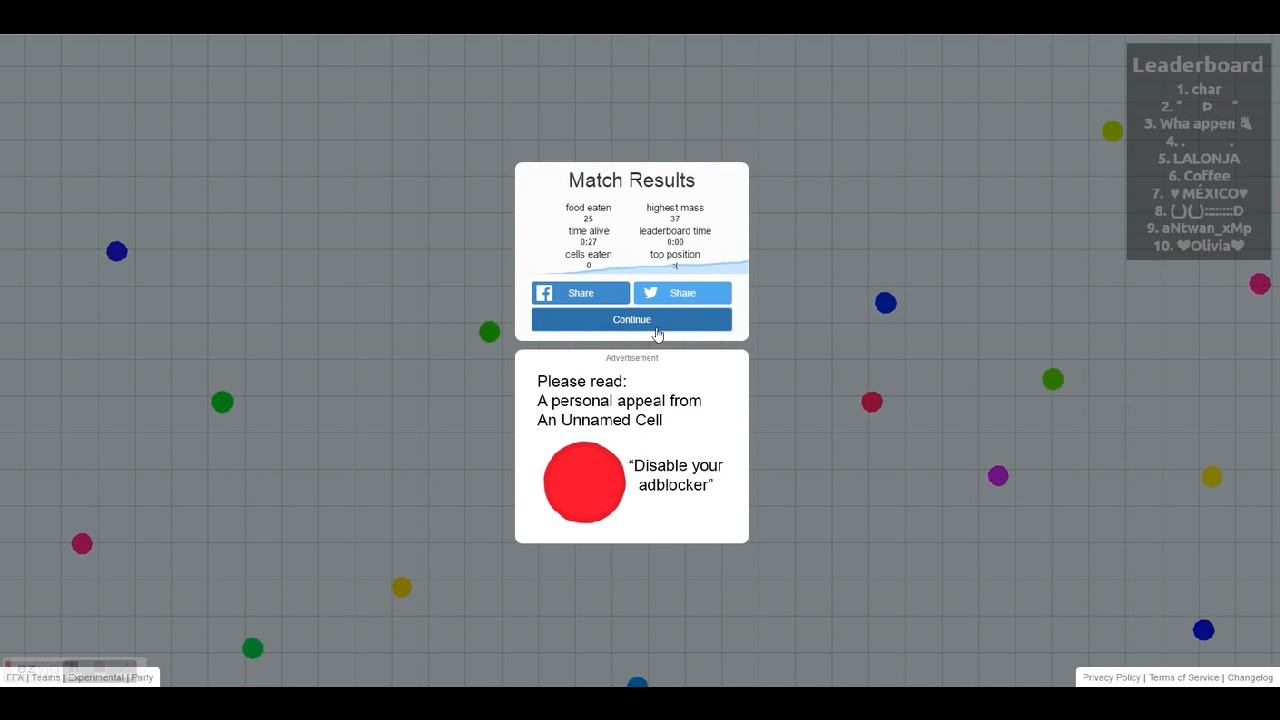 Leaderboard
1. char
2. ° Þ °
3. Wha appen
4. . .
5. LALONJA
6. Coffee
7. ♥ MÉXICO♥
8. (_)(_)::::::::D
9. aNtwan_xMp
10. ❤Olivia❤
Match Results
food eaten highest mass
25 37
time alive leaderboard time
0:27 0:00
cells eaten top position
0 :(
Share Share
Continue
Advertisement
Please read:
A personal appeal from
An Unnamed Cell
“Disable your
adblocker”
FFA | Teams | Experimental | Party
Privacy Policy | Terms of Service | Changelog